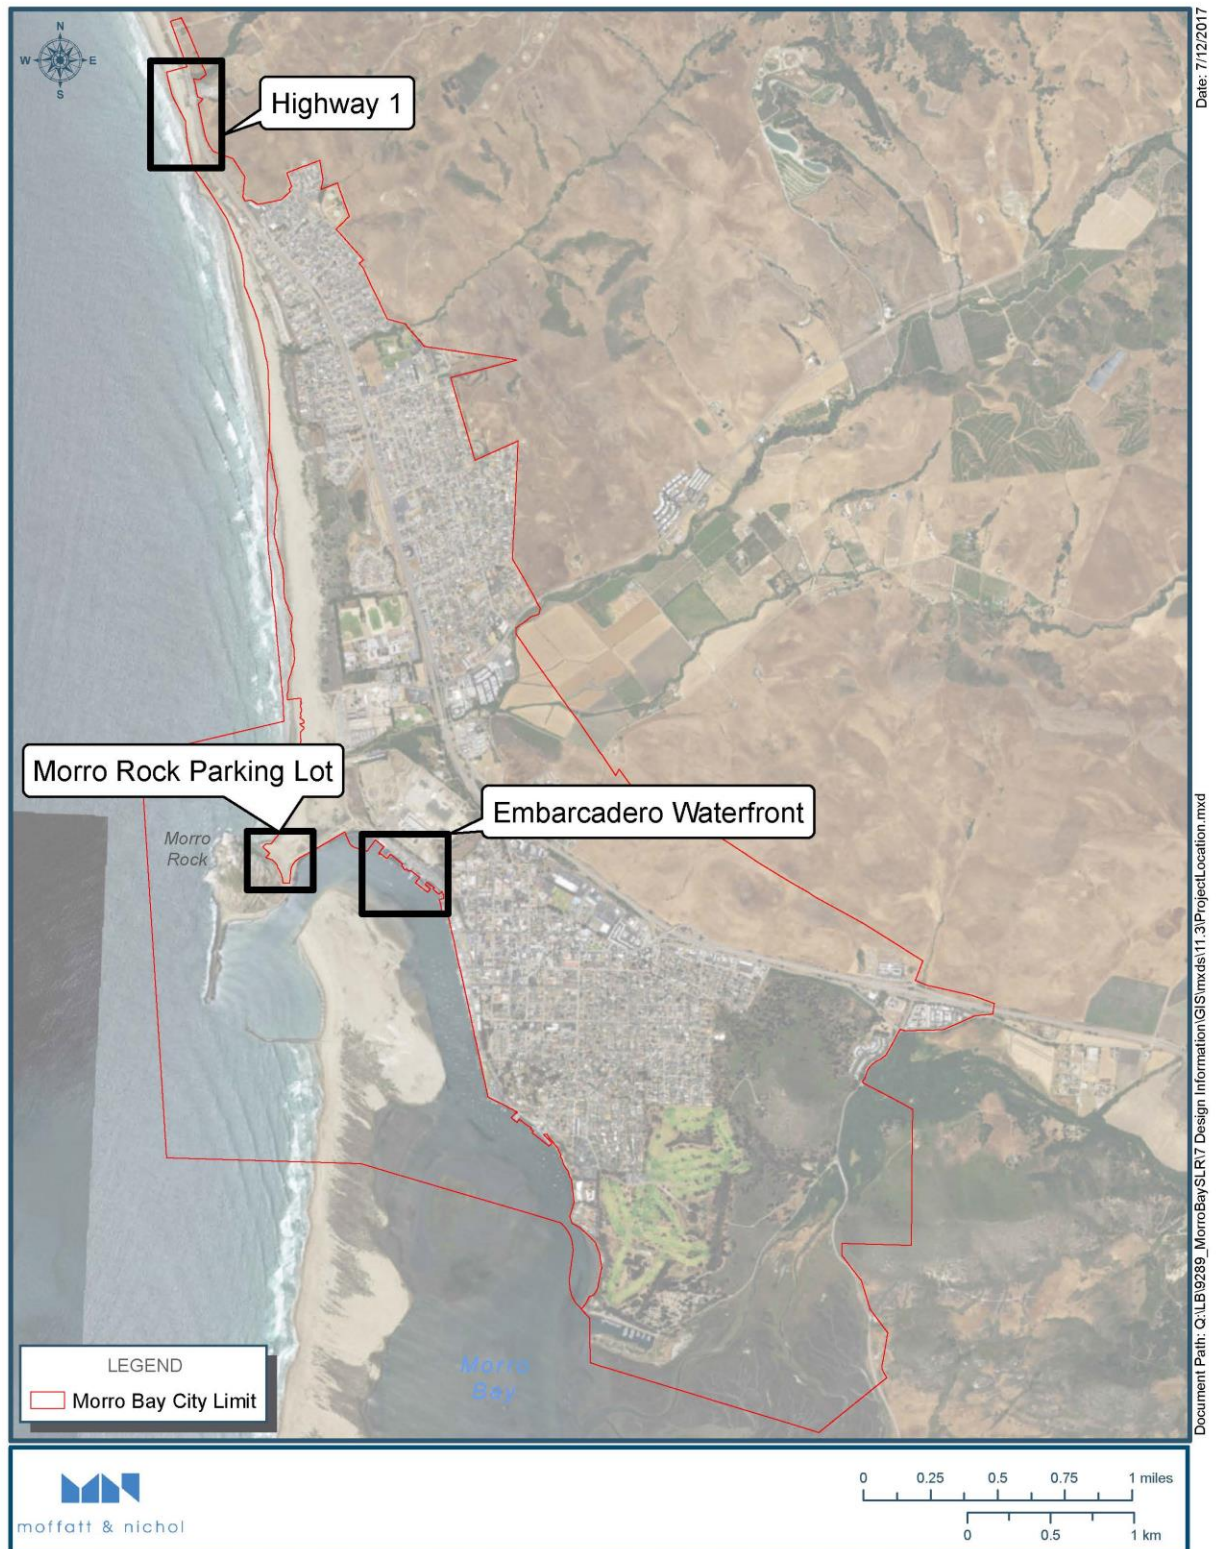 N
W E
S
Highway 1
Morro Rock Parking Lot
Embarcadero Waterfront
Morro
Rock
Morro
Bay
LEGEND
Morro Bay City Limit
moffatt & nichol
0 0.25 0.5 0.75 1 miles
0 0.5 1 km
Date: 7/12/2017
Document Path: Q:\LB\9289_MorroBaySLR\7 Design Information\GIS\mxds\11.3\ProjectLocation.mxd